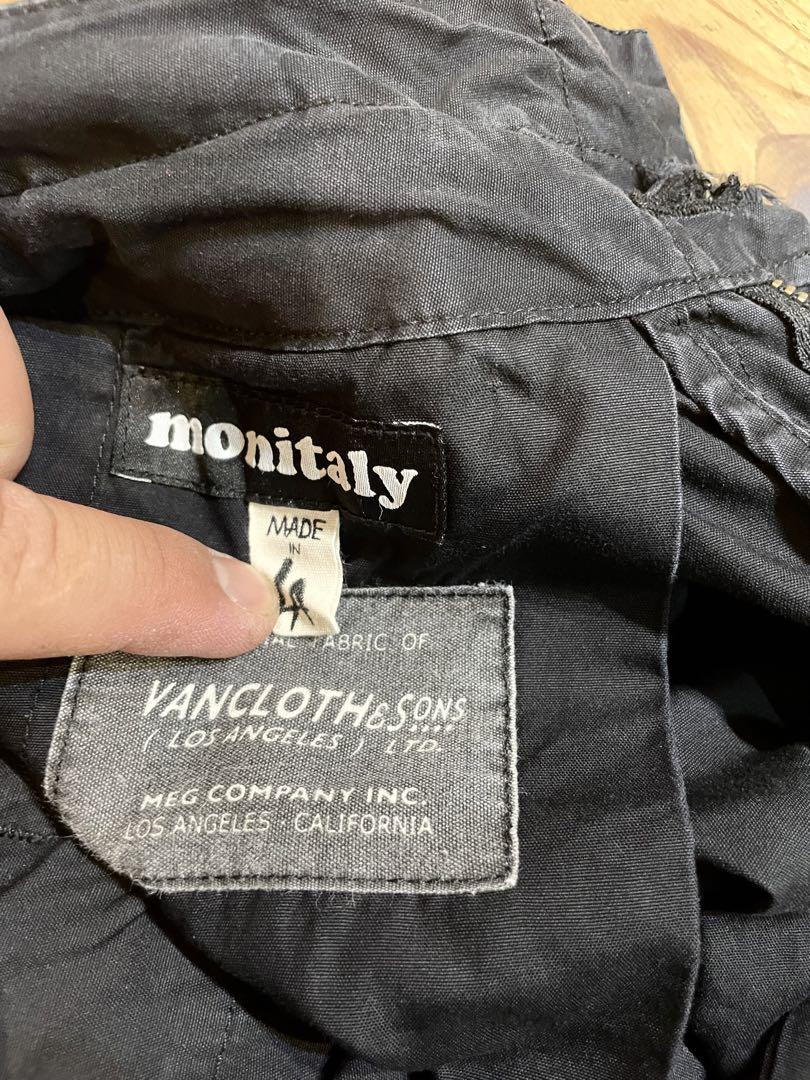 monitaly
MADE
IN
LA
FABRIC OF
VANCLOTH & SONS
( LOS ANGELES ) LTD.
MEG COMPANY INC.
LOS ANGELES · CALIFORNIA